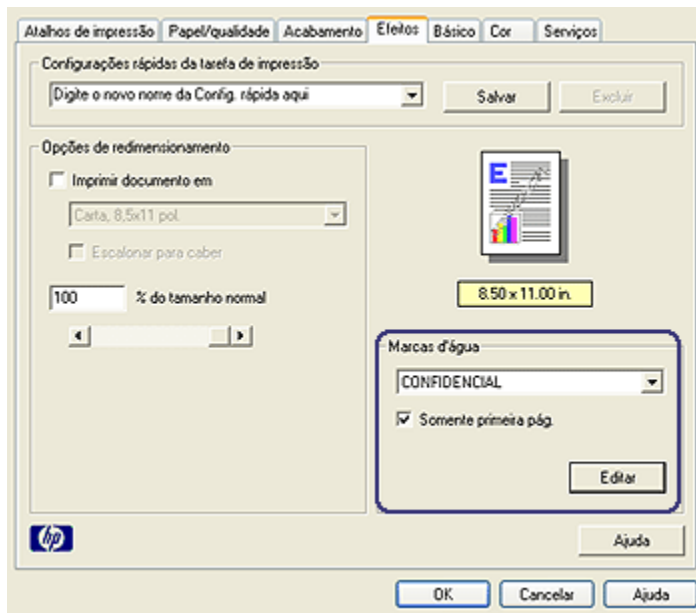 Atalhos de impressão Papel/qualidade Acabamento Efeitos Básico Cor Serviços
Configurações rápidas da tarefa de impressão
Digite o novo nome da Config. rápida aqui Salvar Excluir
Opções de redimensionamento
Imprimir documento em
Carta, 8,5x11 pol.
Escalonar para caber
100 % do tamanho normal
E
8.50 x 11.00 in.
Marcas d'água
CONFIDENCIAL
Somente primeira pág.
Editar
hp Ajuda
OK Cancelar Ajuda